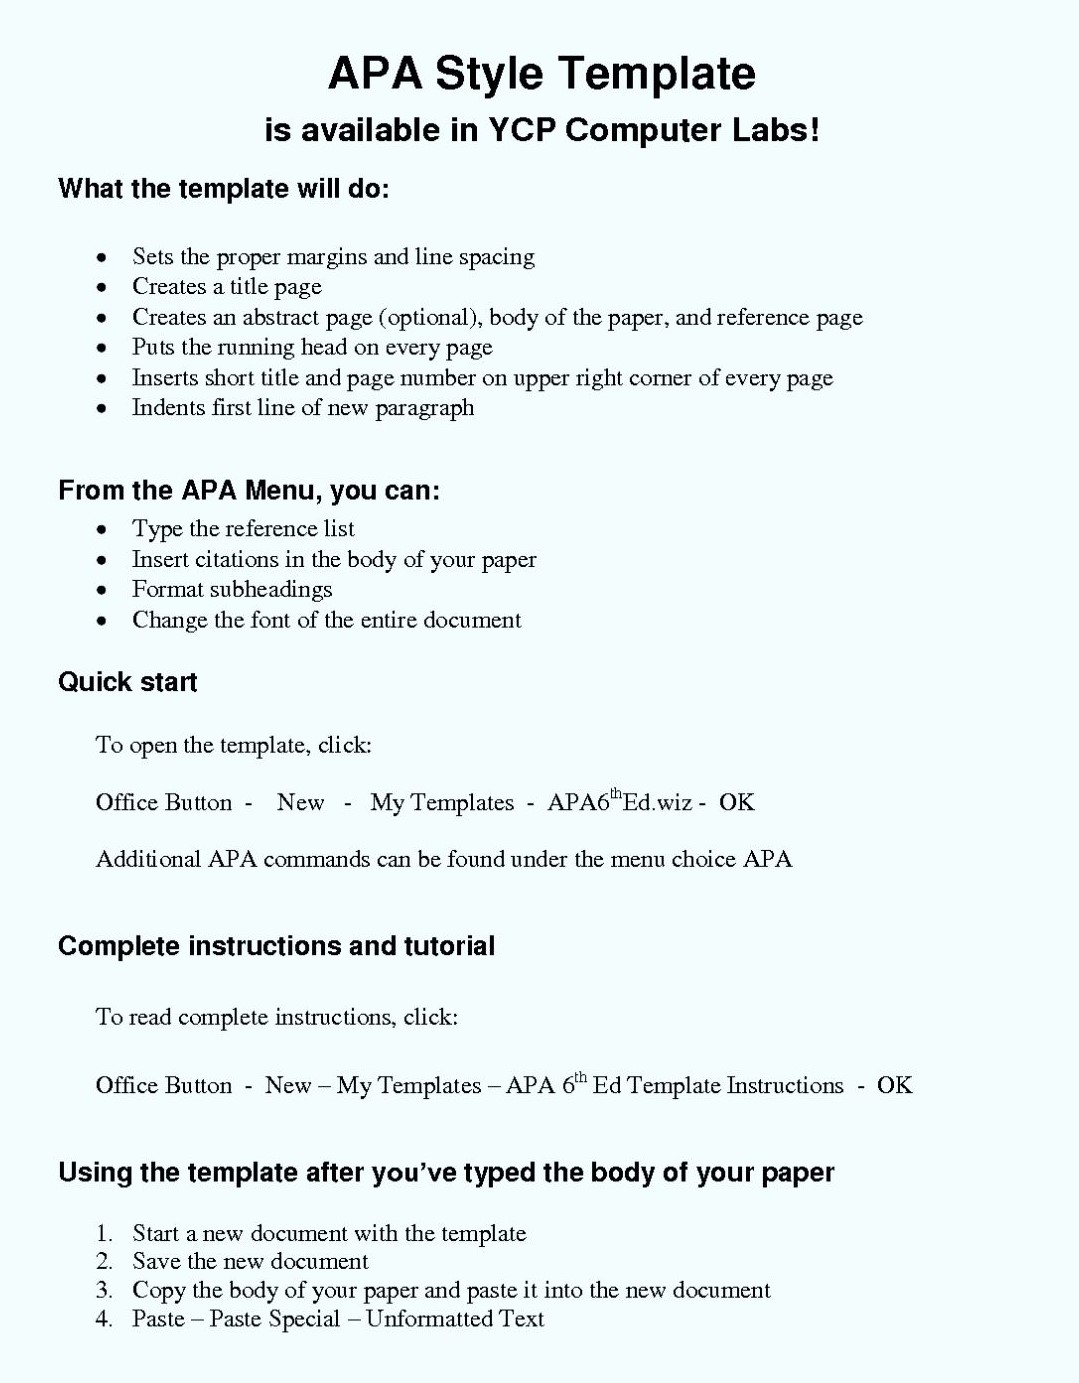 APA Style Template
is available in YCP Computer Labs!
What the template will do:
• Sets the proper margins and line spacing
• Creates a title page
• Creates an abstract page (optional), body of the paper, and reference page
• Puts the running head on every page
• Inserts short title and page number on upper right corner of every page
• Indents first line of new paragraph
From the APA Menu, you can:
• Type the reference list
• Insert citations in the body of your paper
• Format subheadings
• Change the font of the entire document
Quick start
To open the template, click:
Office Button - New - My Templates - APA6thEd.wiz - OK
Additional APA commands can be found under the menu choice APA
Complete instructions and tutorial
To read complete instructions, click:
Office Button - New – My Templates – APA 6th Ed Template Instructions - OK
Using the template after you’ve typed the body of your paper
1. Start a new document with the template
2. Save the new document
3. Copy the body of your paper and paste it into the new document
4. Paste – Paste Special – Unformatted Text